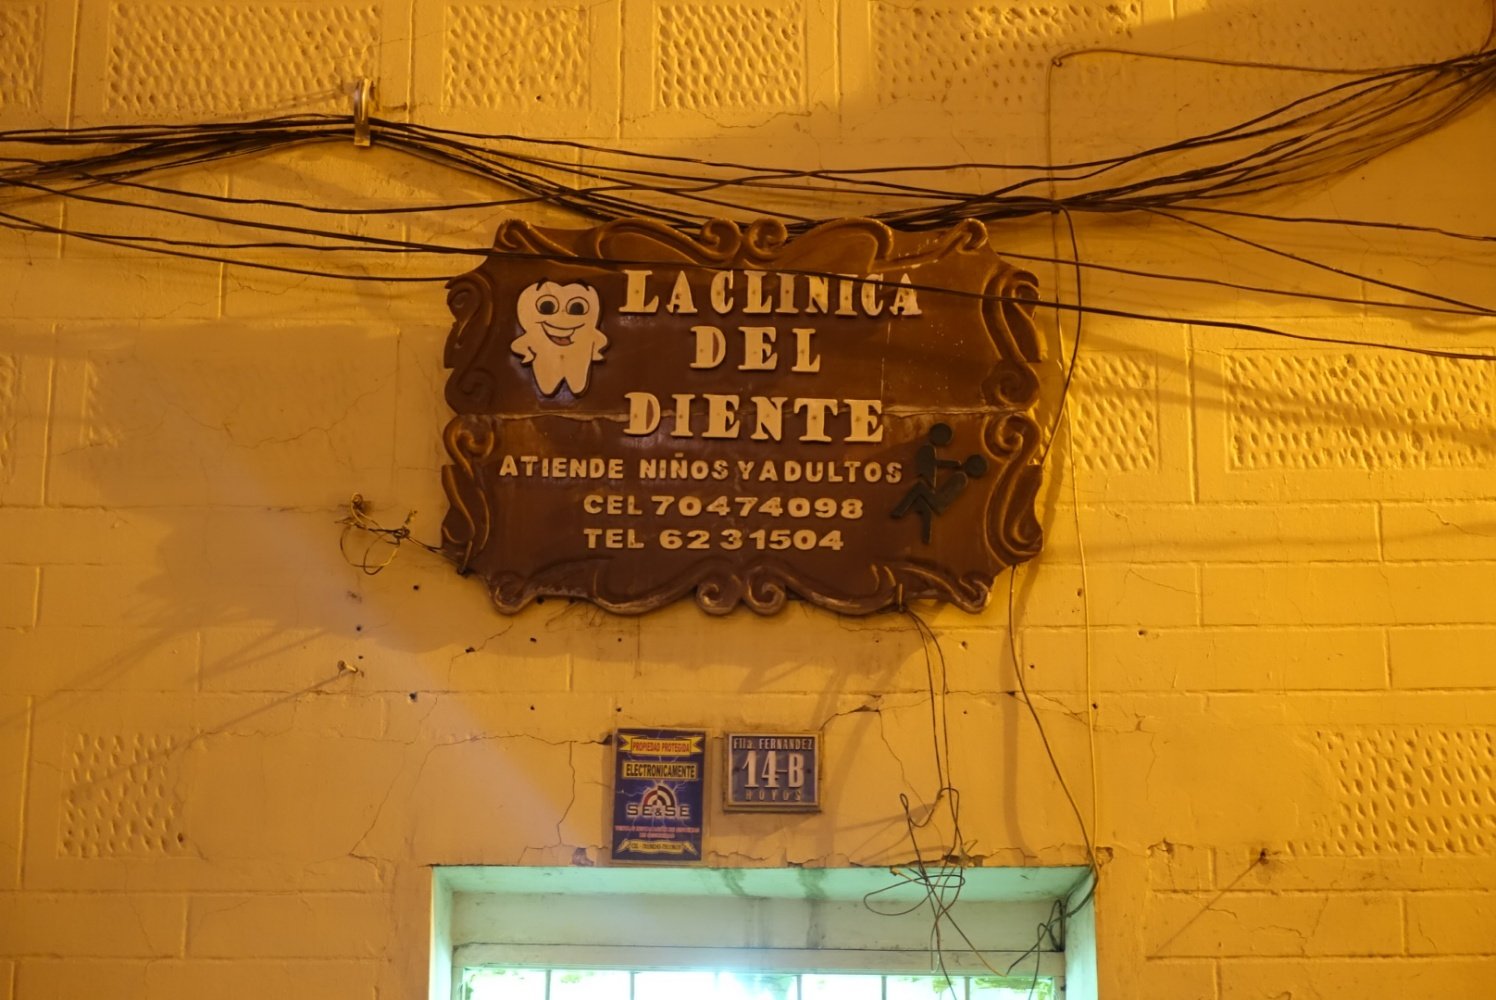 LA CLINICA
DEL
DIENTE
ATIENDE NIÑOS Y ADULTOS
CEL 70474098
TEL 62 31504
PROPIEDAD PROTEGIDA
ELECTRONICAMENTE
SE&SE
Flia. FERNANDEZ
14-B
HOYOS